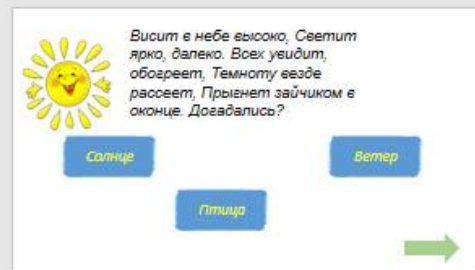 Висит в небе высоко, Светит
ярко, далеко. Всех увидит,
обогреет, Темноту везде
рассеет, Прыгнет зайчиком в
оконце. Догадались?
Солнце
Ветер
Птица